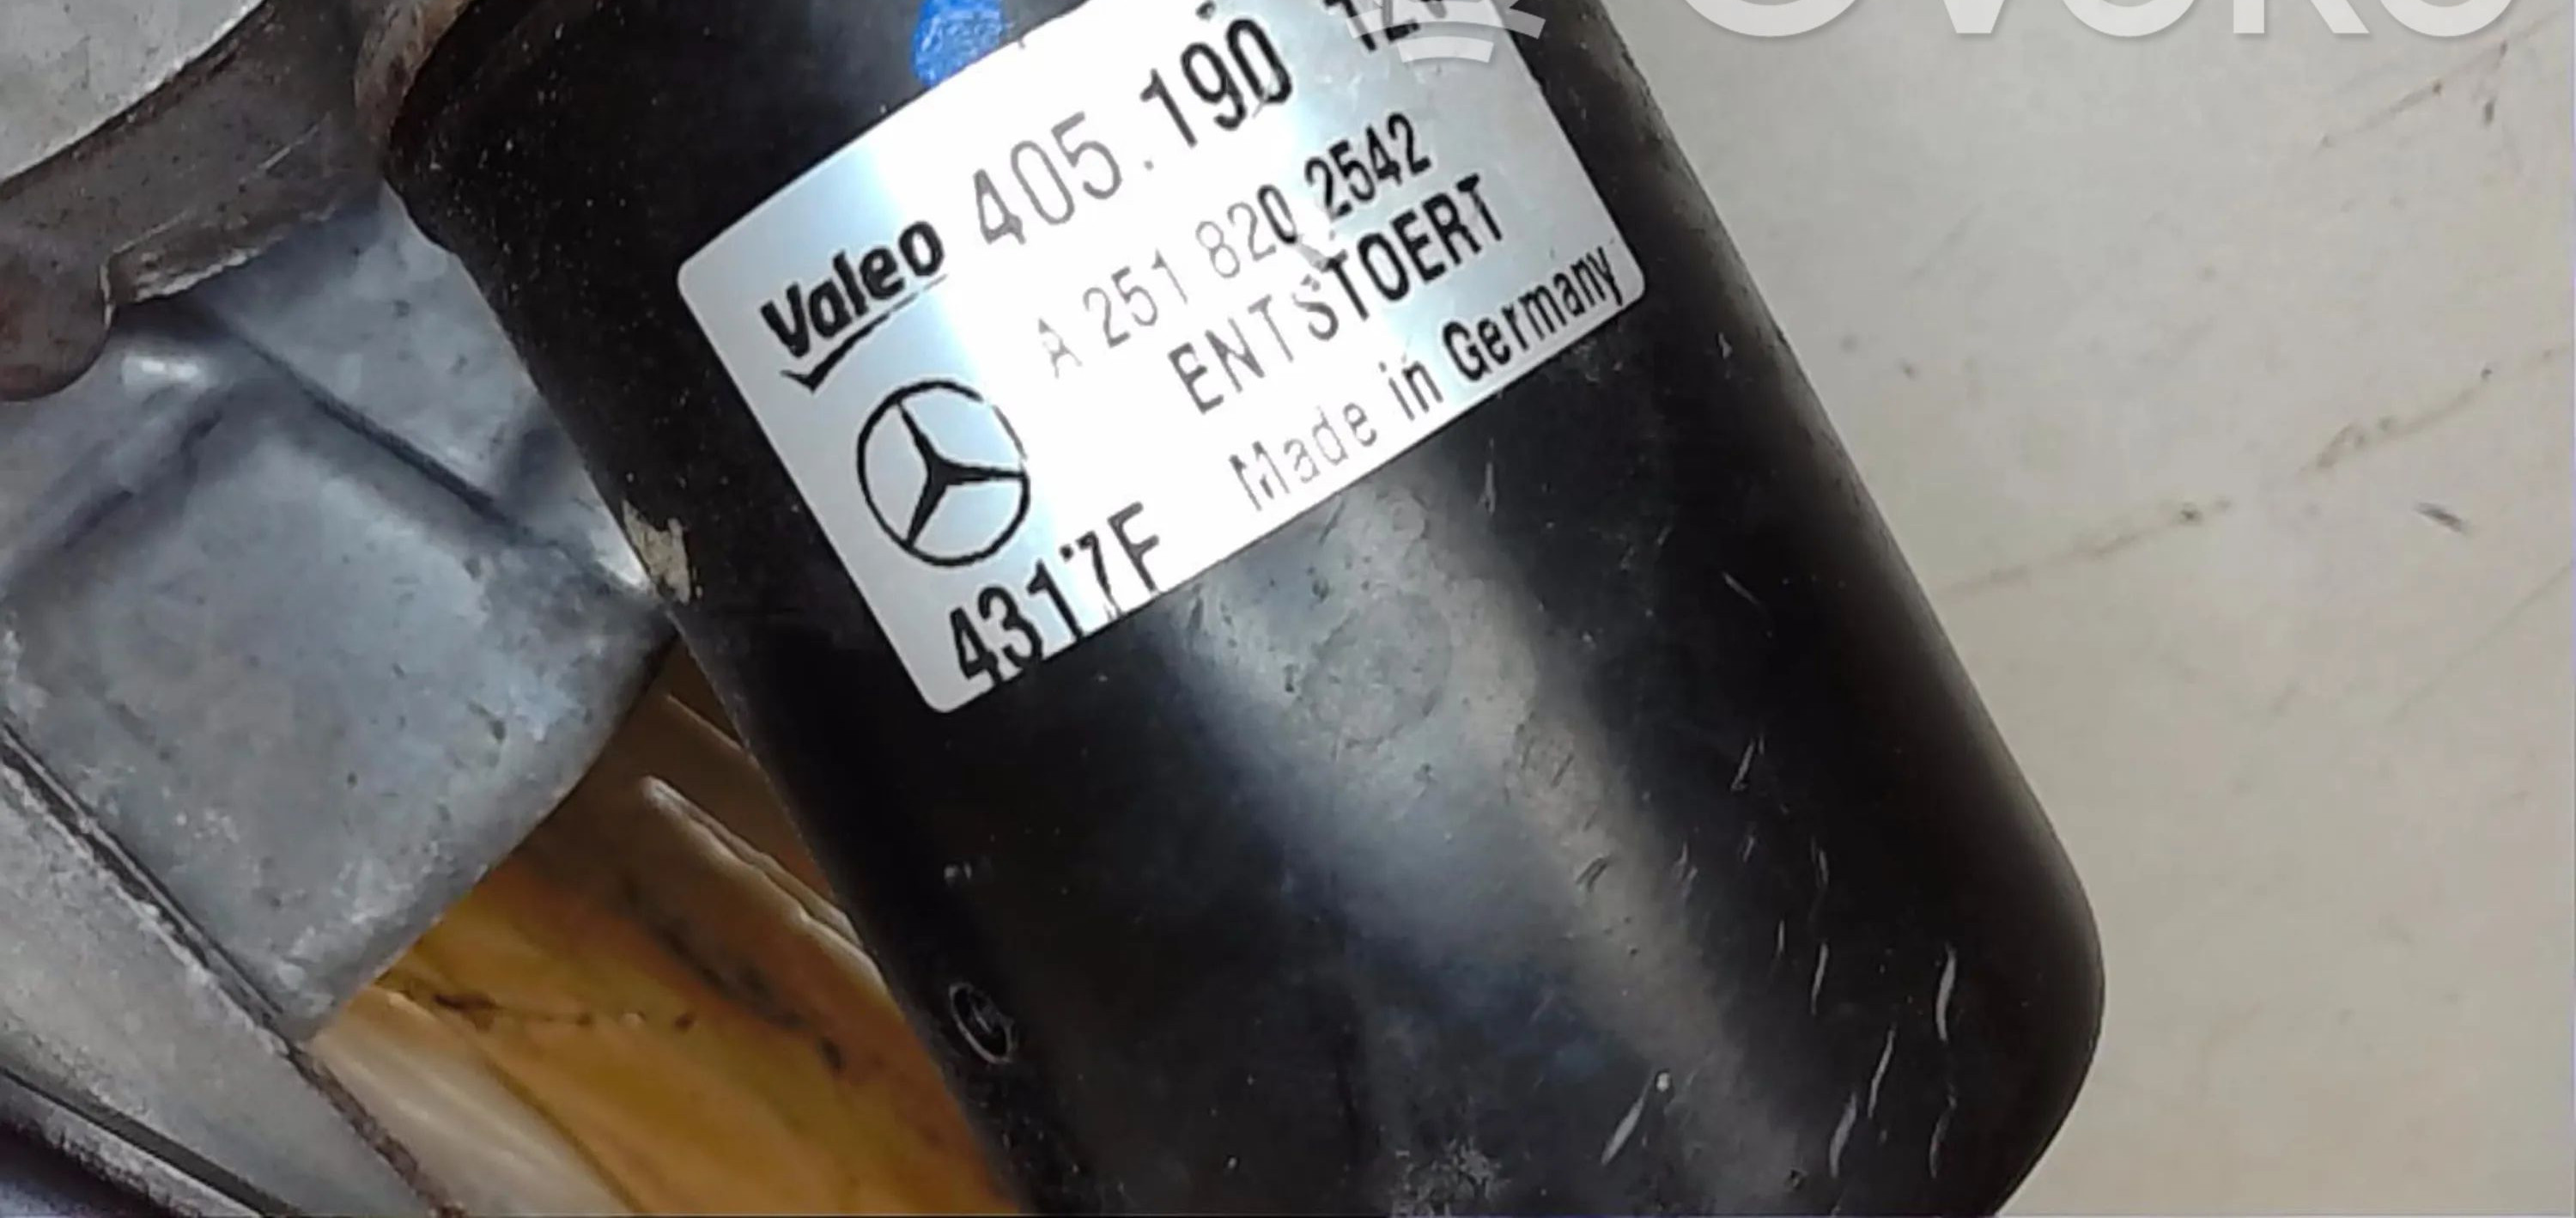 Valeo 405.190
A 251 820 2542
ENTSTOERT
Made in Germany
4317F